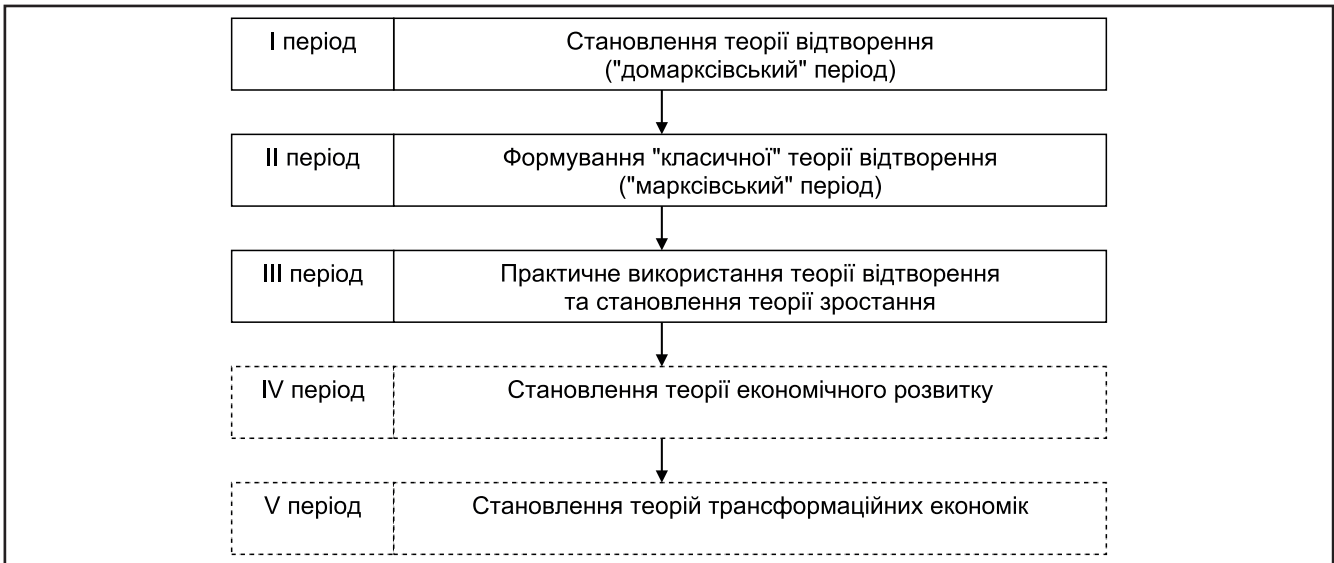 I період
Становлення теорії відтворення
("домарксівський" період)
II період
Формування "класичної" теорії відтворення
("марксівський" період)
III період
Практичне використання теорії відтворення
та становлення теорії зростання
IV період
Становлення теорії економічного розвитку
V період
Становлення теорій трансформаційних економік